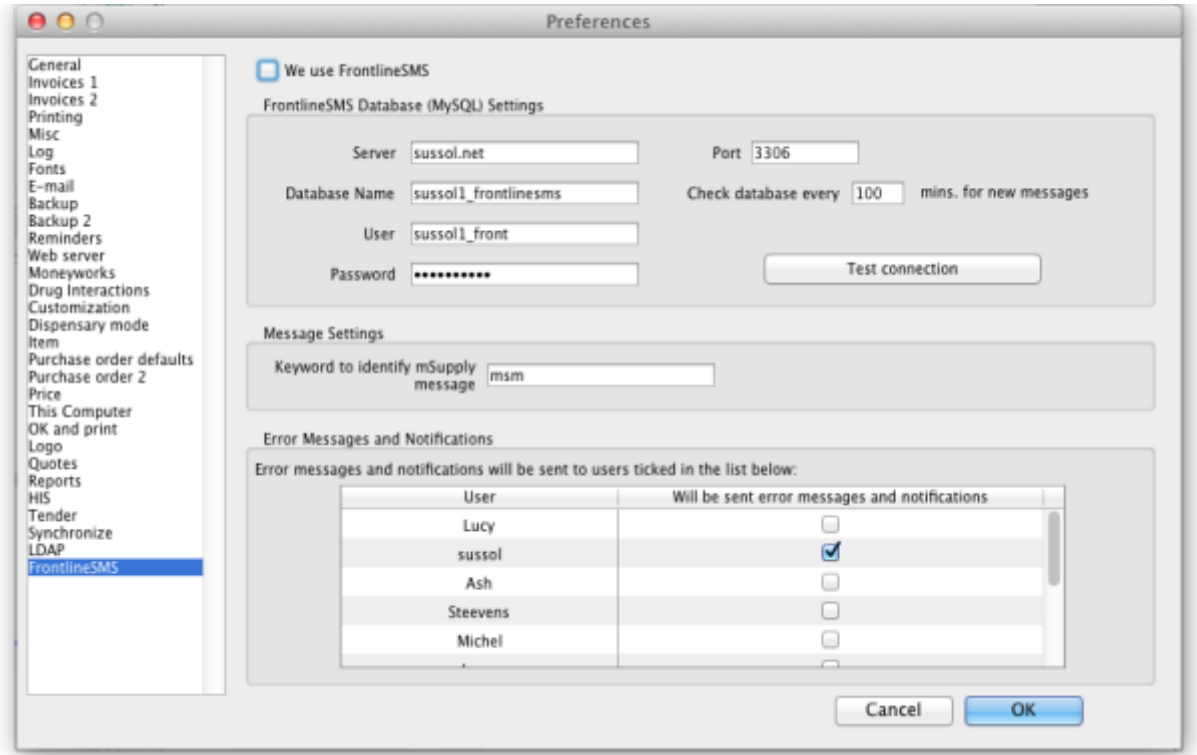 Preferences
General
Invoices 1
Invoices 2
Printing
Misc
Log
Fonts
E-mail
Backup
Backup 2
Reminders
Web server
Moneyworks
Drug Interactions
Customization
Dispensary mode
Item
Purchase order defaults
Purchase order 2
Price
This Computer
OK and print
Logo
Quotes
Reports
HIS
Tender
Synchronize
LDAP
FrontlineSMS
We use FrontlineSMS
FrontlineSMS Database (MySQL) Settings
Server sussol.net Port 3306
Database Name sussol1_frontlinesms Check database every 100 mins. for new messages
User sussol1_front
Password •••••••••• Test connection
Message Settings
Keyword to identify mSupply
message msm
Error Messages and Notifications
Error messages and notifications will be sent to users ticked in the list below:
User Will be sent error messages and notifications
Lucy
sussol
Ash
Steevens
Michel
Cancel OK